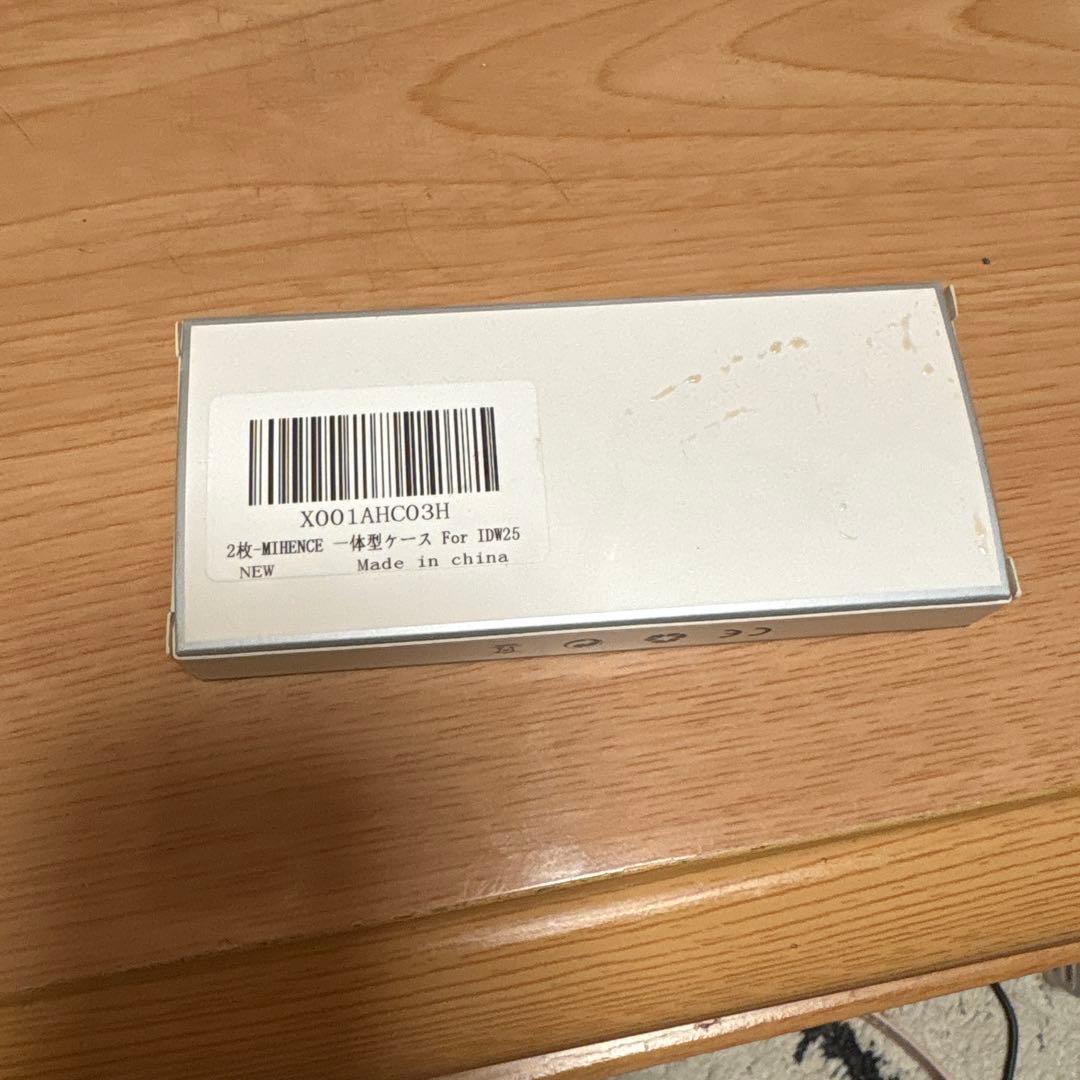 X001AHC03H
2枚-MIHENCE 一体型ケース For IDW25
NEW Made in china